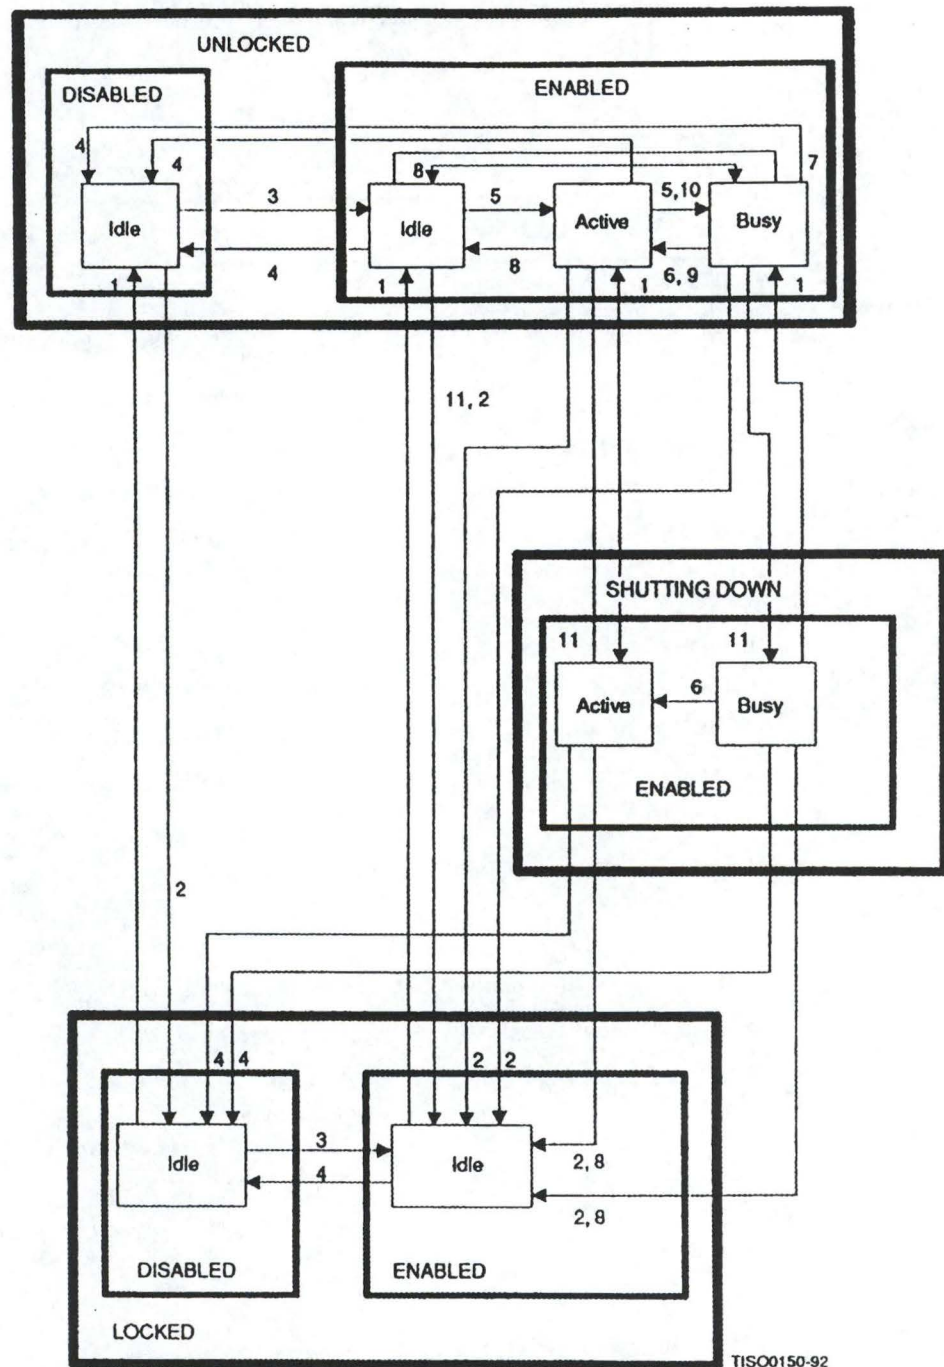 UNLOCKED
DISABLED
ENABLED
4
4
7
8
3
5
5, 10
Idle
Idle
Active
Busy
4
8
6, 9
1
1
1
1
11, 2
SHUTTING DOWN
11
11
6
Active
Busy
ENABLED
2
4
4
2
2
3
Idle
Idle
4
2, 8
2, 8
DISABLED
ENABLED
LOCKED
TISO0150-92